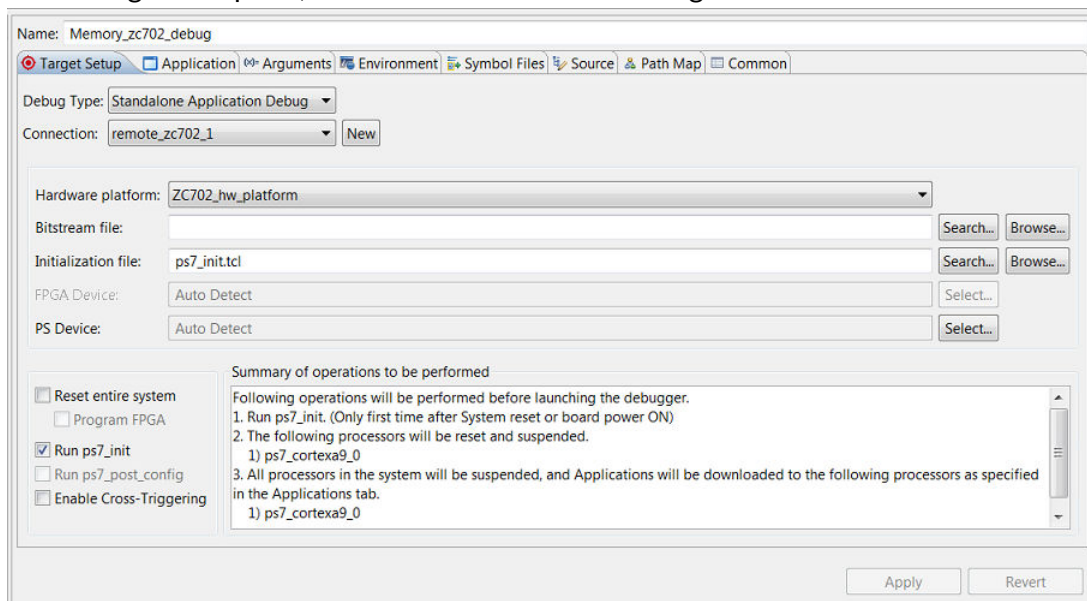 Name: Memory_zc702_debug
Target Setup Application (x)= Arguments Environment Symbol Files Source Path Map Common
Debug Type: Standalone Application Debug
Connection: remote_zc702_1 New
Hardware platform: ZC702_hw_platform
Bitstream file: Search... Browse...
Initialization file: ps7_init.tcl Search... Browse...
FPGA Device: Auto Detect Select...
PS Device: Auto Detect Select...
Summary of operations to be performed
Reset entire system
Program FPGA
Run ps7_init
Run ps7_post_config
Enable Cross-Triggering
Following operations will be performed before launching the debugger.
1. Run ps7_init. (Only first time after System reset or board power ON)
2. The following processors will be reset and suspended.
1) ps7_cortexa9_0
3. All processors in the system will be suspended, and Applications will be downloaded to the following processors as specified
in the Applications tab.
1) ps7_cortexa9_0
Apply Revert